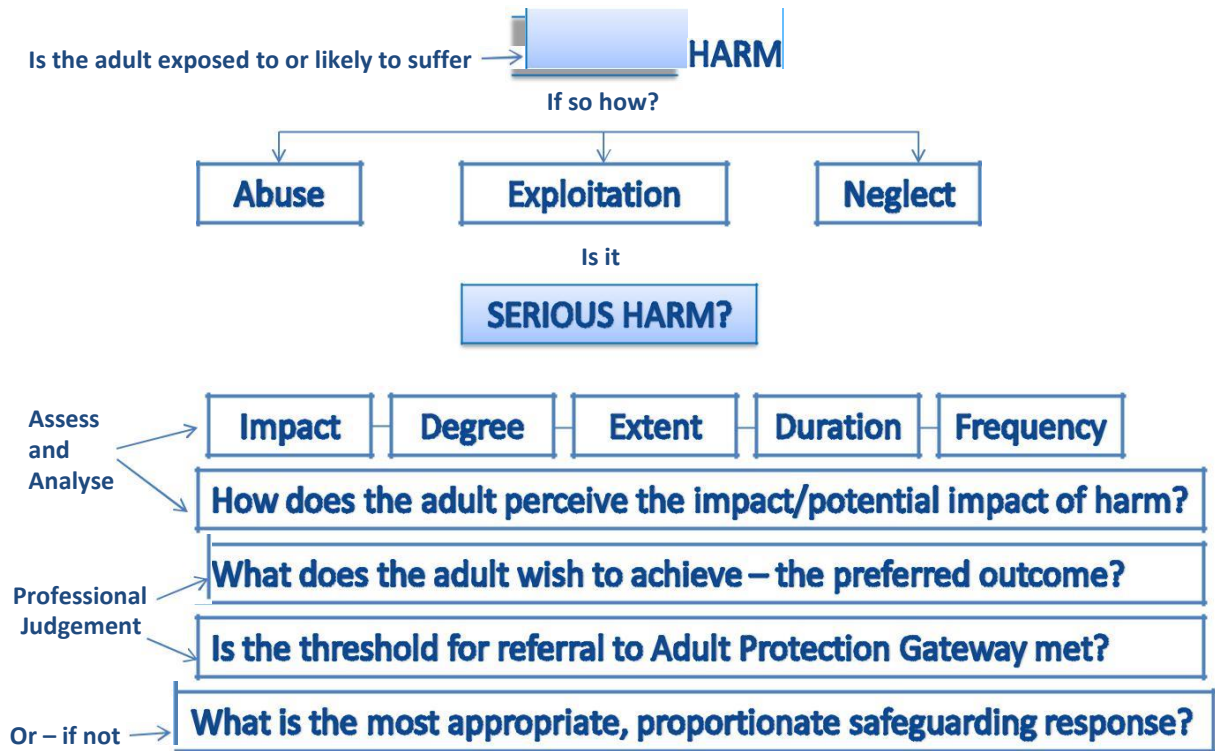 Is the adult exposed to or likely to suffer HARM
If so how?
Abuse Exploitation Neglect
Is it
SERIOUS HARM?
Assess
and
Analyse
Impact Degree Extent Duration Frequency
How does the adult perceive the impact/potential impact of harm?
Professional
Judgement
What does the adult wish to achieve – the preferred outcome?
Is the threshold for referral to Adult Protection Gateway met?
Or – if not
What is the most appropriate, proportionate safeguarding response?